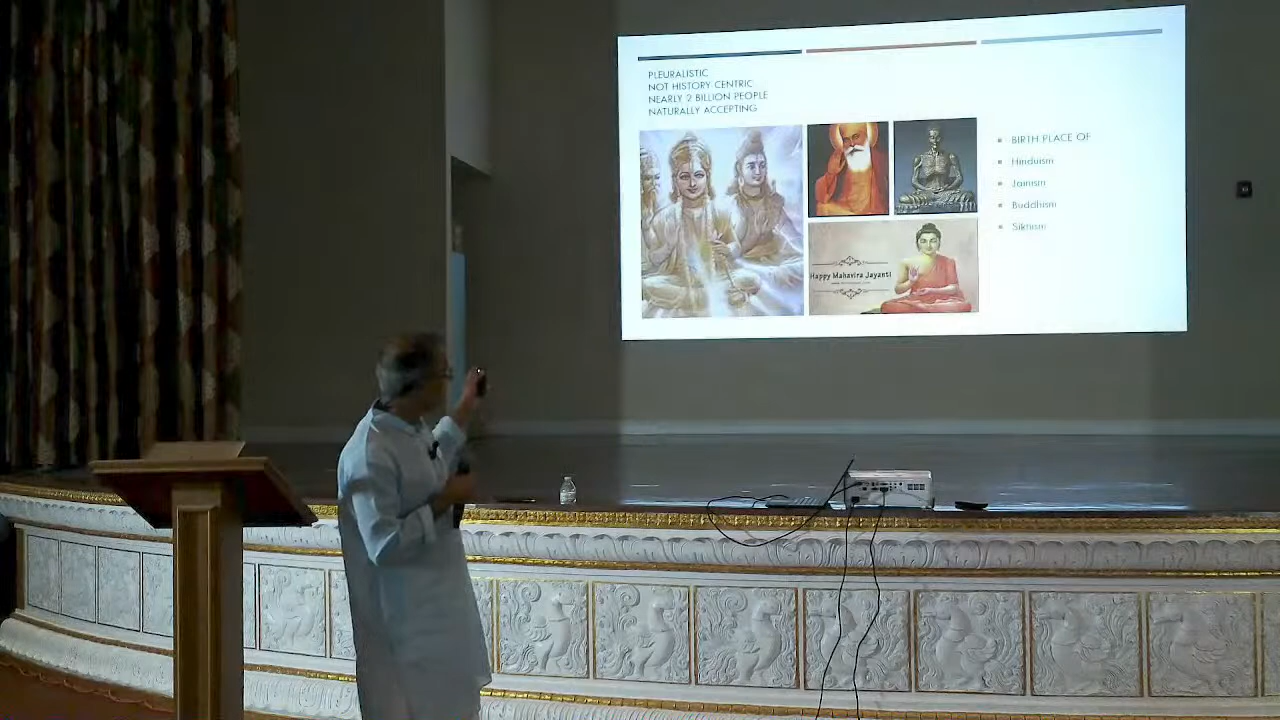 PLEURALISTIC
NOT HISTORY CENTRIC
NEARLY 2 BILLION PEOPLE
NATURALLY ACCEPTING
Happy Mahavira Jayanti
BIRTH PLACE OF
Hinduism
Jainism
Buddhism
Sikhism